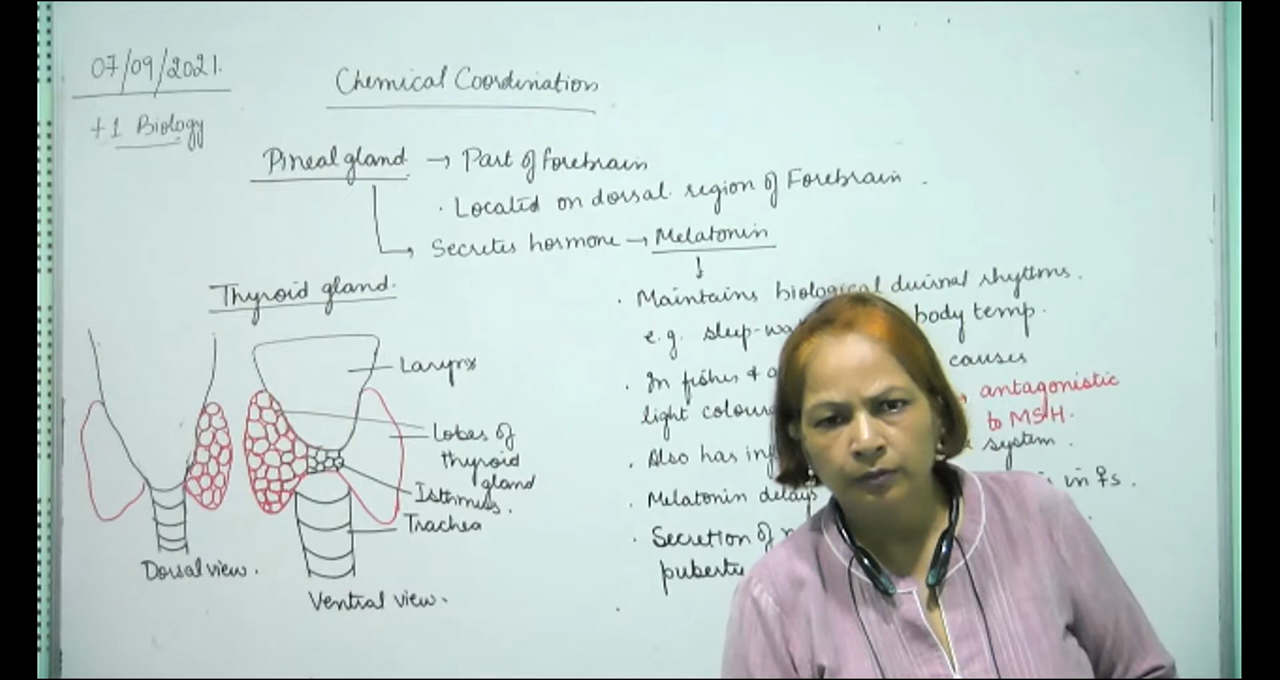 07/09/2021.
+1 Biology
Chemical Coordination
Pineal gland → Part of forebrain
. Located on dorsal region of Forebrain .
Secretes hormone → Melatonin
. Maintains biological duirnal rhythms.
e.g. sleep-wa body temp.
. In fishes & causes
light colour antagonistic
to MSH.
. Also has inf system .
Melatonin delays in ♀s .
. Secretion of
puberty
Thyroid gland.
Larynx
Lobes of
thyroid
gland
Isthmus.
Trachea
Dorsal view .
Ventral view.